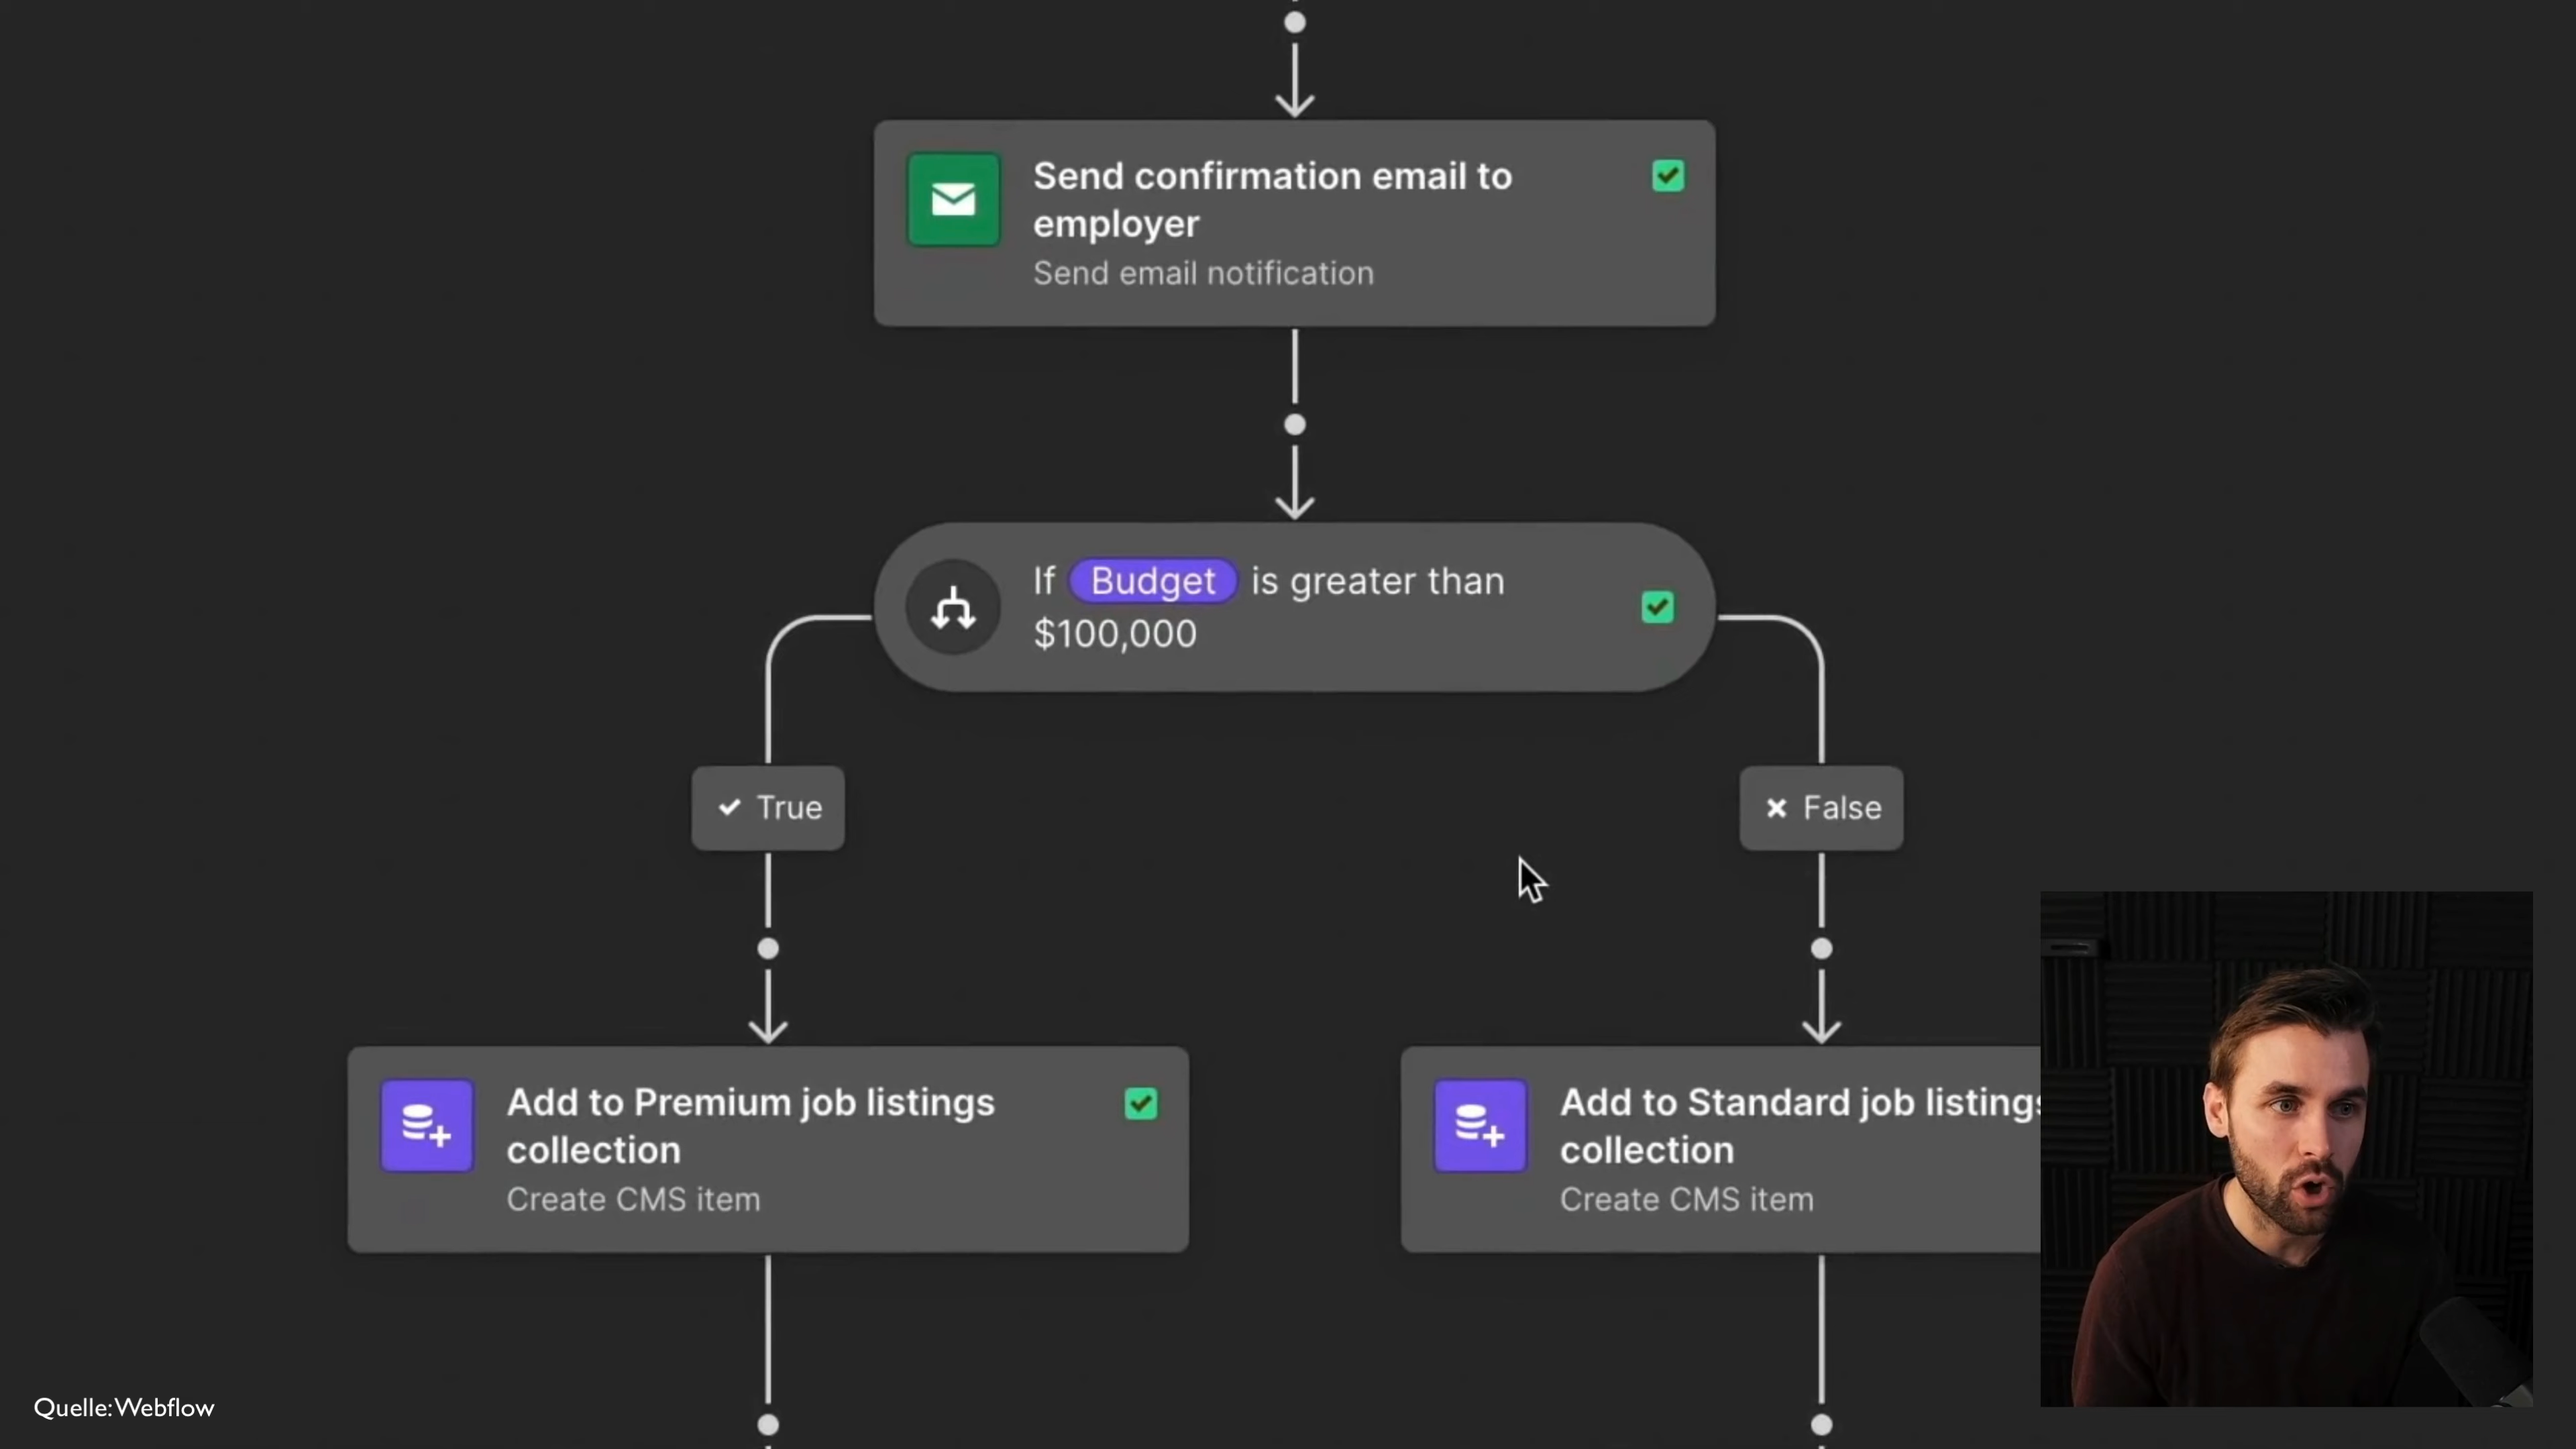 Send confirmation email to
employer
Send email notification
If Budget is greater than
$100,000
True
False
Add to Premium job listings
collection
Create CMS item
Add to Standard job listings
collection
Create CMS item
Quelle:Webflow